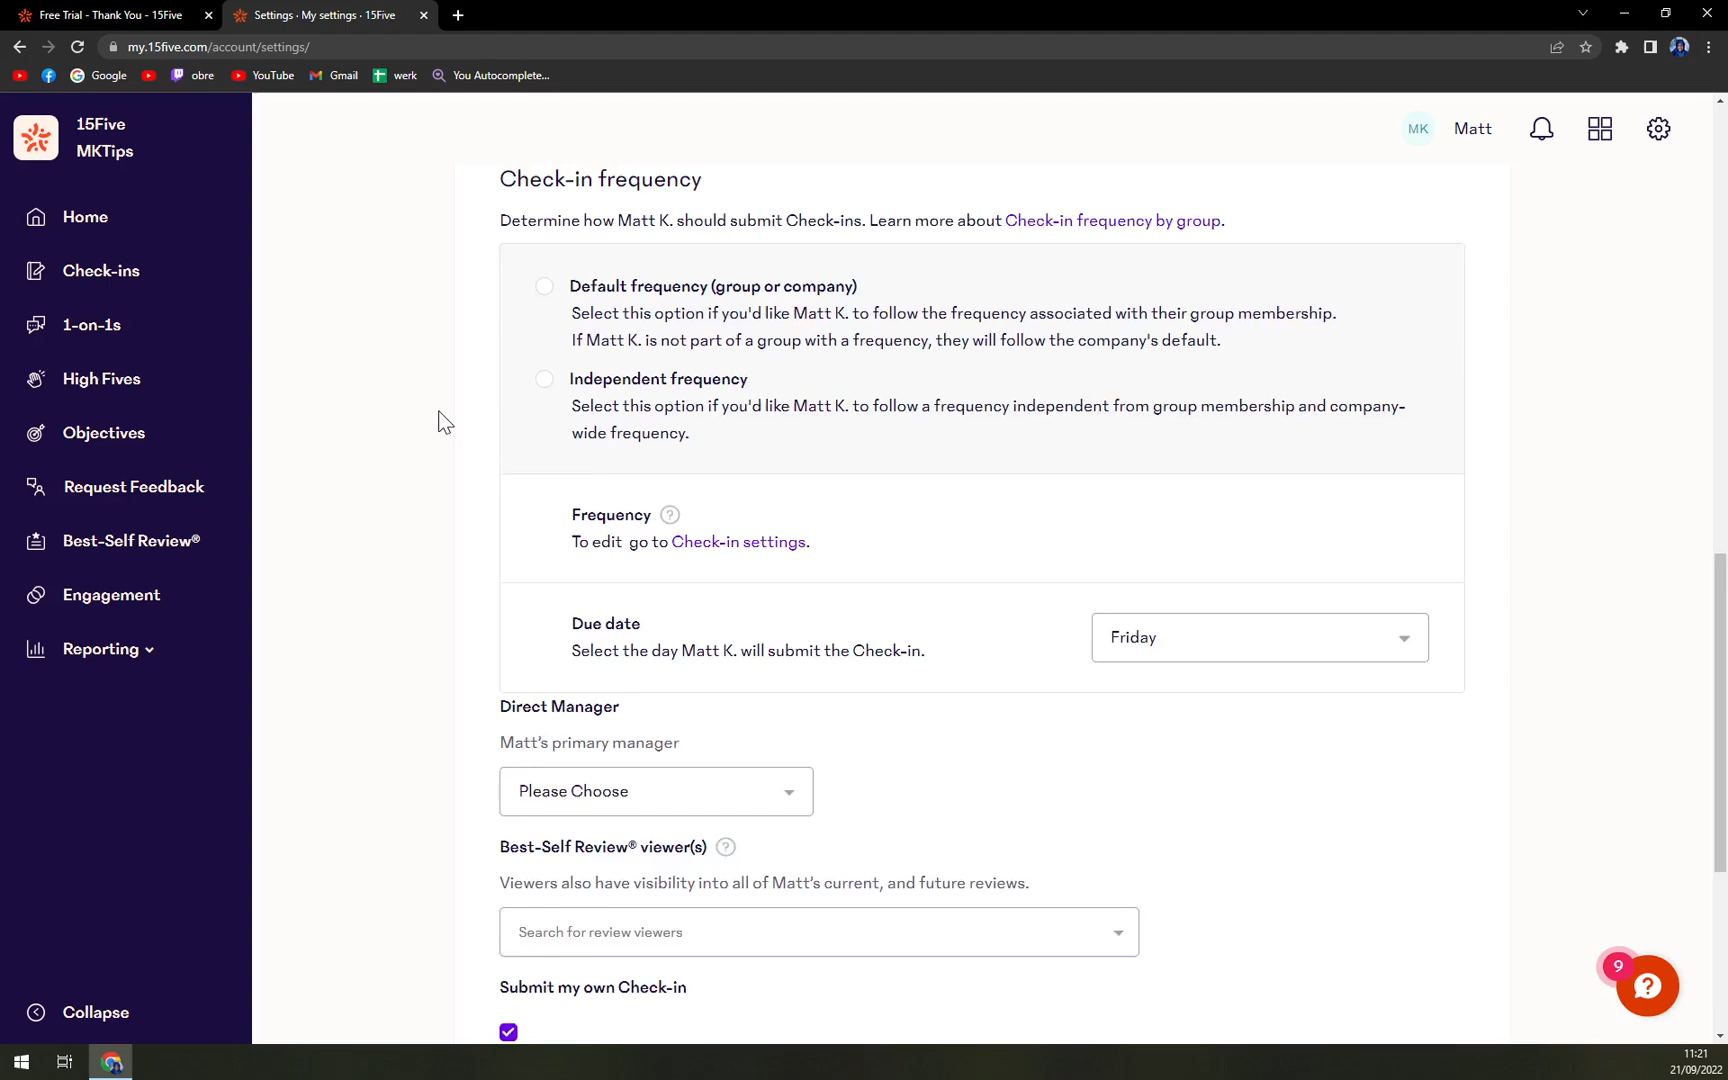 Free Trial - Thank You - 15Five
Settings · My settings · 15Five
my.15five.com/account/settings/
Google
obre
YouTube
Gmail
werk
You Autocomplete...
15Five
MKTips
MK
Matt
Home
Check-ins
1-on-1s
High Fives
Objectives
Request Feedback
Best-Self Review®
Engagement
Reporting
Collapse
Check-in frequency
Determine how Matt K. should submit Check-ins. Learn more about Check-in frequency by group.
Default frequency (group or company)
Select this option if you'd like Matt K. to follow the frequency associated with their group membership.
If Matt K. is not part of a group with a frequency, they will follow the company's default.
Independent frequency
Select this option if you'd like Matt K. to follow a frequency independent from group membership and company-
wide frequency.
Frequency ?
To edit go to Check-in settings.
Due date
Select the day Matt K. will submit the Check-in.
Friday
Direct Manager
Matt's primary manager
Please Choose
Best-Self Review® viewer(s) ?
Viewers also have visibility into all of Matt's current, and future reviews.
Search for review viewers
Submit my own Check-in
9
?
11:21
21/09/2022